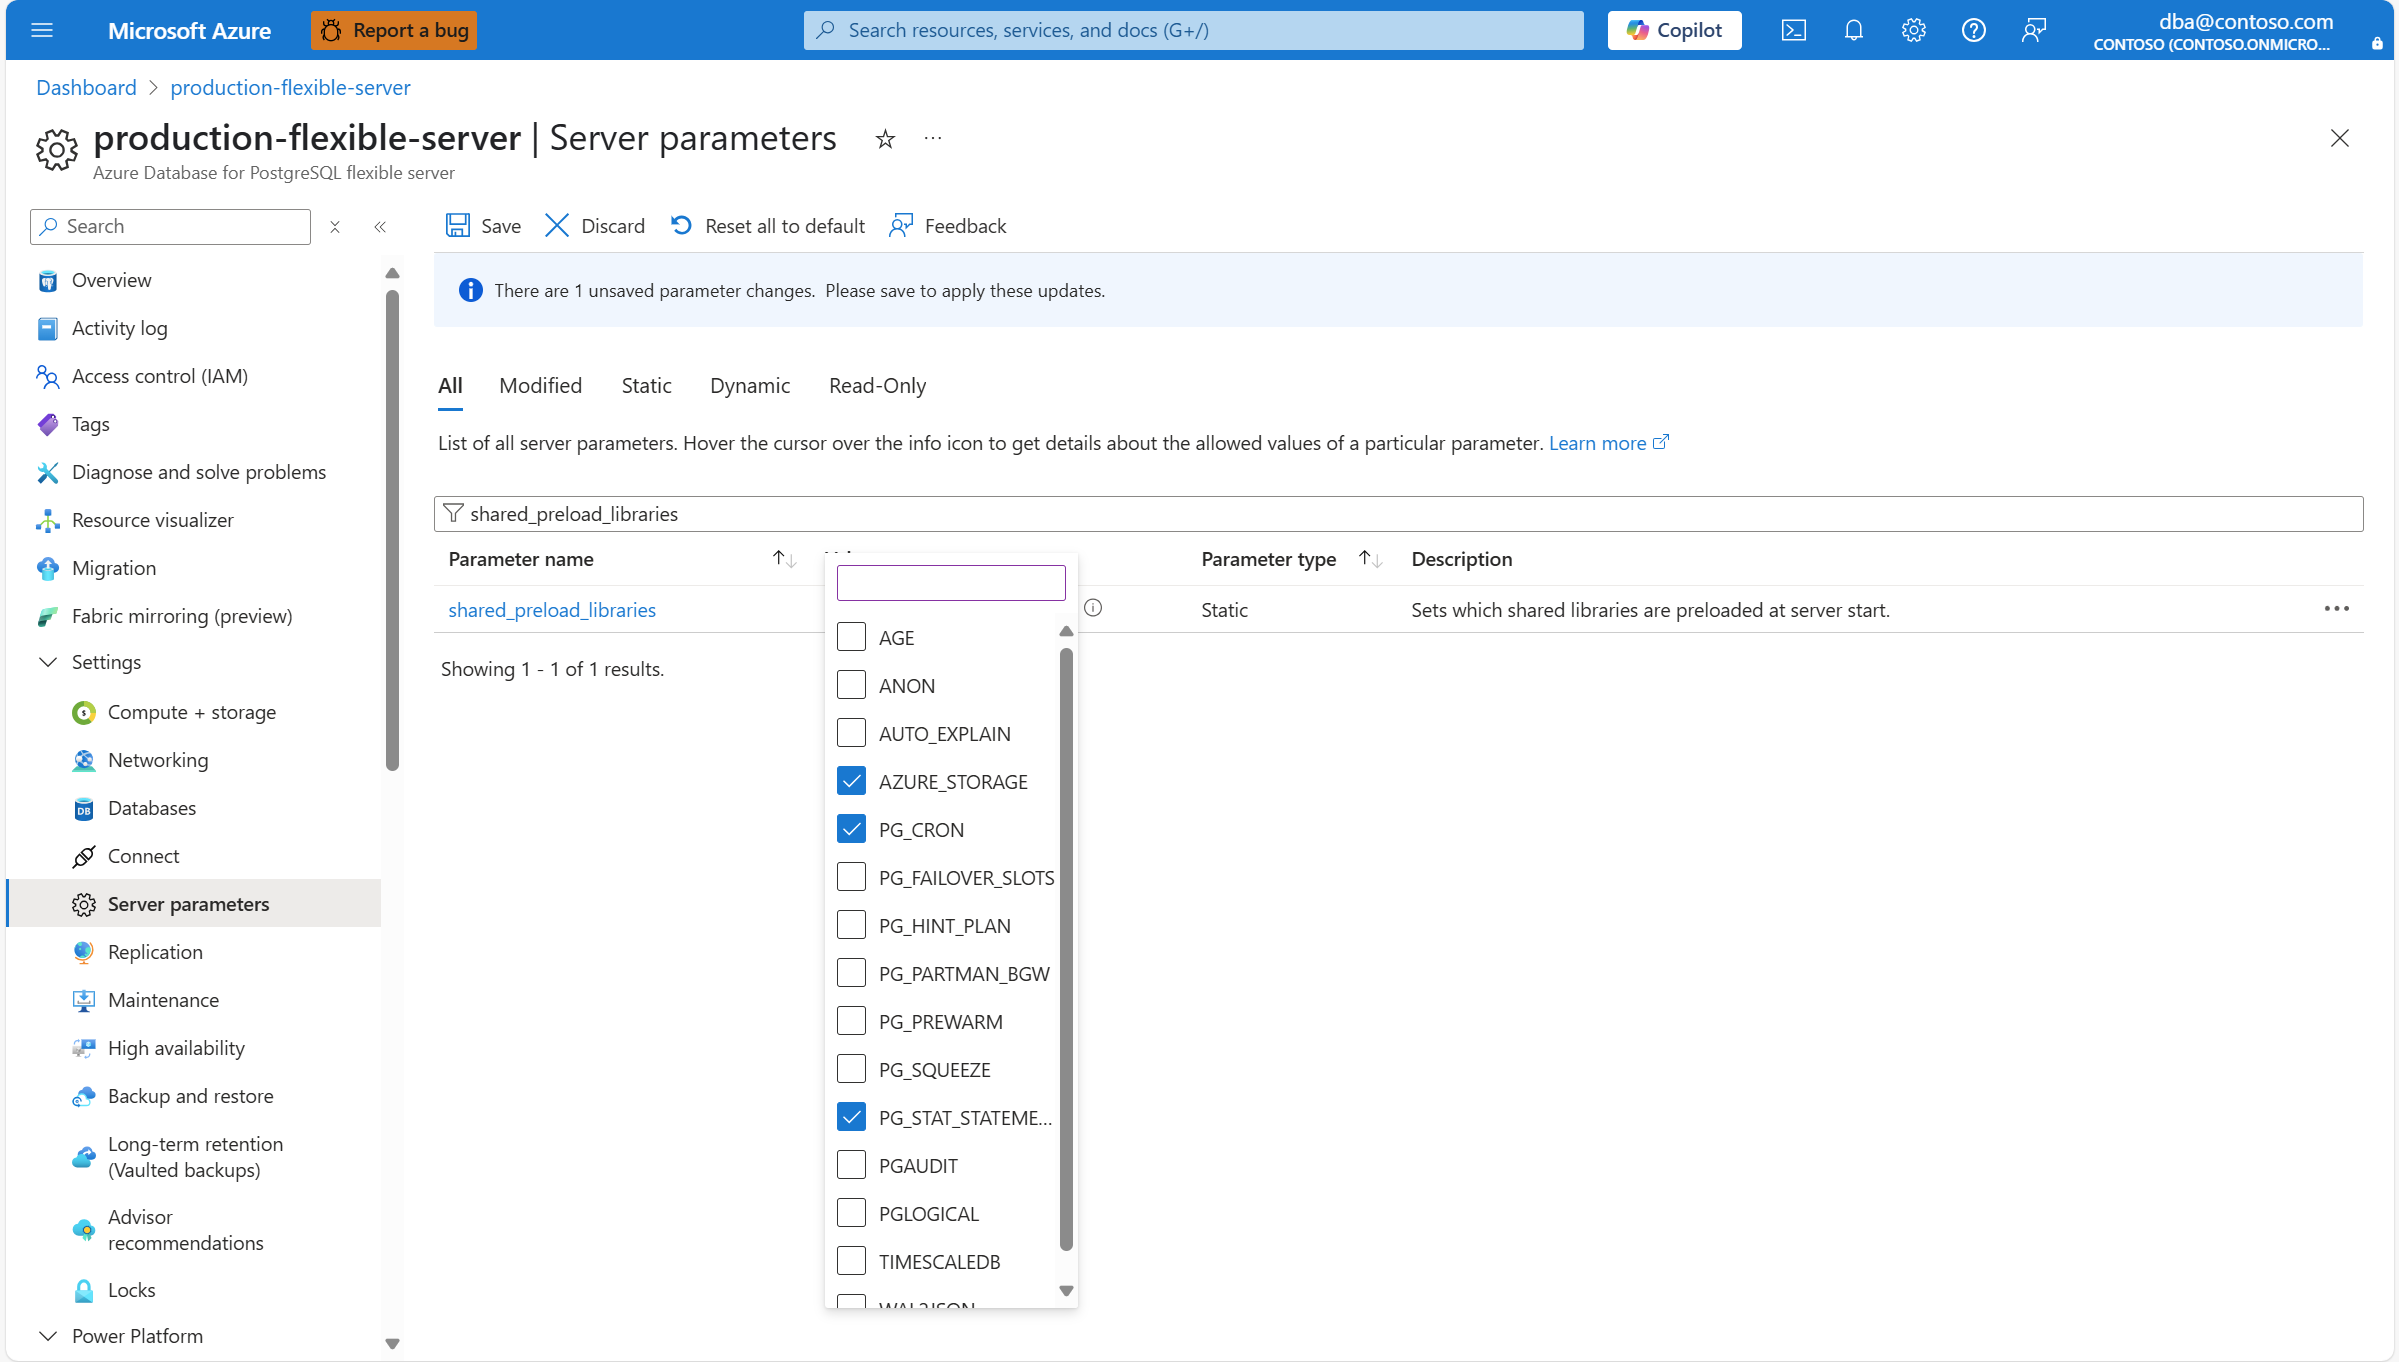 Microsoft Azure
Report a bug
Search resources, services, and docs (G+/)
Copilot
dba@contoso.com
CONTOSO (CONTOSO.ONMICRO...
Dashboard
production-flexible-server
production-flexible-server | Server parameters
Azure Database for PostgreSQL flexible server
Search
Save
Discard
Reset all to default
Feedback
There are 1 unsaved parameter changes. Please save to apply these updates.
Overview
Activity log
Access control (IAM)
Tags
Diagnose and solve problems
Resource visualizer
Migration
Fabric mirroring (preview)
Settings
Compute + storage
Networking
Databases
Connect
Server parameters
Replication
Maintenance
High availability
Backup and restore
Long-term retention
(Vaulted backups)
Advisor
recommendations
Locks
Power Platform
All
Modified
Static
Dynamic
Read-Only
List of all server parameters. Hover the cursor over the info icon to get details about the allowed values of a particular parameter. Learn more
shared_preload_libraries
Parameter name
Parameter type
Description
shared_preload_libraries
Static
Sets which shared libraries are preloaded at server start.
Showing 1 - 1 of 1 results.
AGE
ANON
AUTO_EXPLAIN
AZURE_STORAGE
PG_CRON
PG_FAILOVER_SLOTS
PG_HINT_PLAN
PG_PARTMAN_BGW
PG_PREWARM
PG_SQUEEZE
PG_STAT_STATEME...
PGAUDIT
PGLOGICAL
TIMESCALEDB